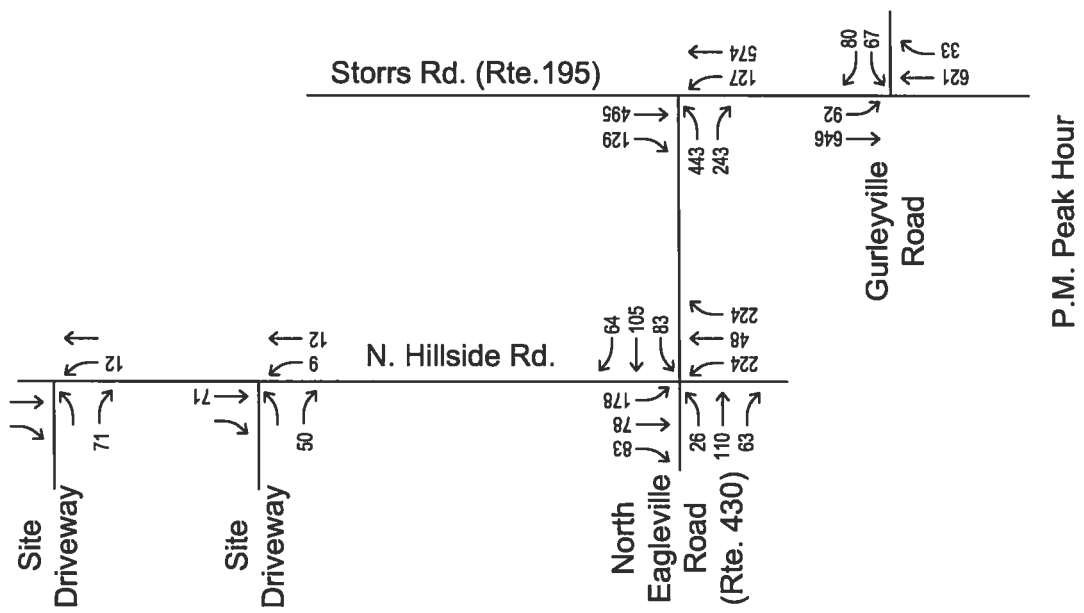 Storrs Rd. (Rte.195)
574
127
80
67
33
621
495
129
443
243
92
646
Gurleyville
Road
P.M. Peak Hour
12
71
12
9
71
50
N. Hillside Rd.
64
105
83
224
48
224
178
78
83
26
110
63
Site
Driveway
Site
Driveway
North
Eagleville
Road
(Rte. 430)